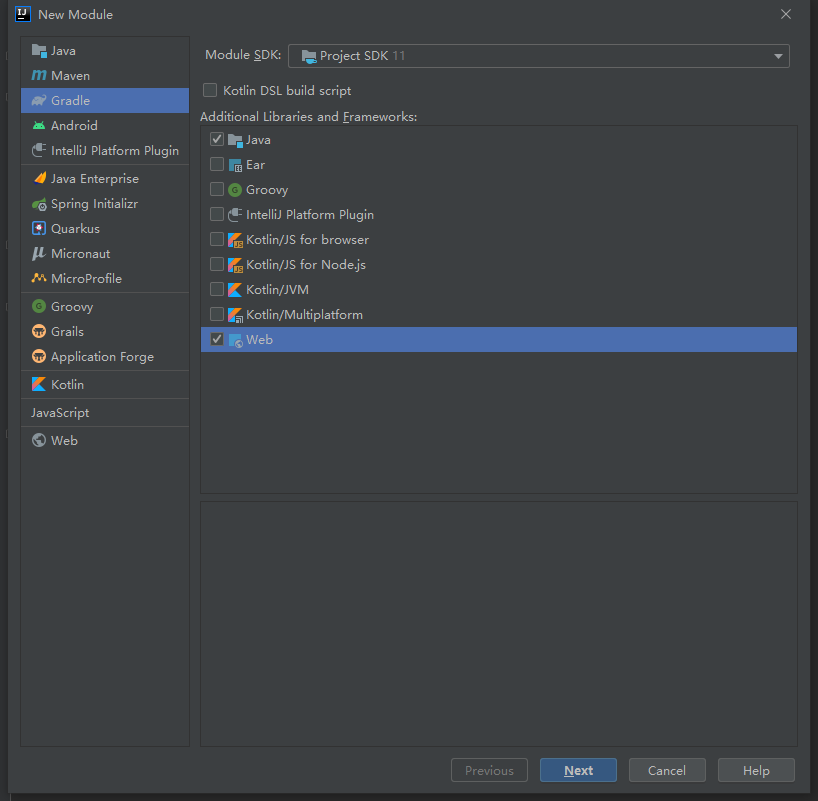 New Module
Java
Maven
Gradle
Android
IntelliJ Platform Plugin
Java Enterprise
Spring Initializr
Quarkus
Micronaut
MicroProfile
Groovy
Grails
Application Forge
Kotlin
JavaScript
Web
Module SDK: Project SDK 11
Kotlin DSL build script
Additional Libraries and Frameworks:
Java
Ear
Groovy
IntelliJ Platform Plugin
Kotlin/JS for browser
Kotlin/JS for Node.js
Kotlin/JVM
Kotlin/Multiplatform
Web
Previous Next Cancel Help